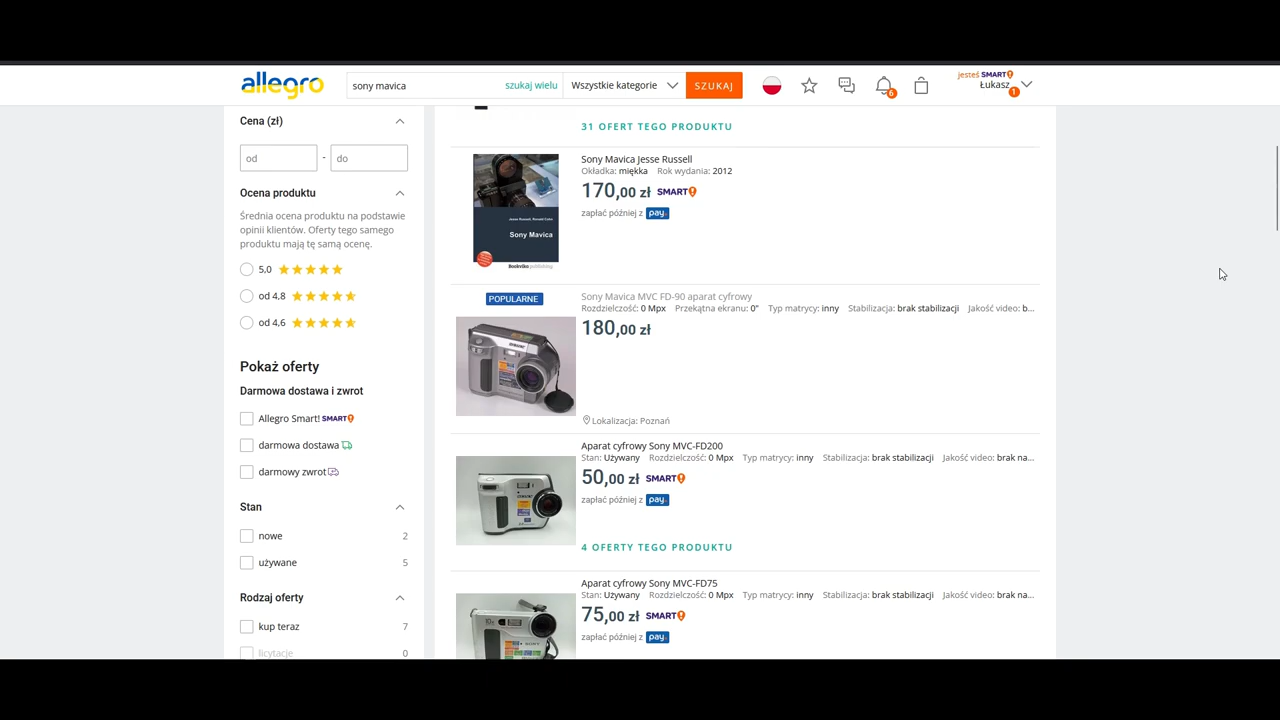 allegro
sony mavica
szukaj wielu
Wszystkie kategorie
SZUKAJ
6
jesteś SMART!
Łukasz
1
Cena (zł)
od
-
do
Ocena produktu
Średnia ocena produktu na podstawie
opinii klientów. Oferty tego samego
produktu mają tę samą ocenę.
5,0
od 4,8
od 4,6
Pokaż oferty
Darmowa dostawa i zwrot
Allegro Smart! SMART!
darmowa dostawa
darmowy zwrot
Stan
nowe 2
używane 5
Rodzaj oferty
kup teraz 7
licytacje 0
31 OFERT TEGO PRODUKTU
Sony Mavica Jesse Russell
Okładka: miękka Rok wydania: 2012
170,00 zł SMART!
zapłać później z pay
Jesse Russell, Ronald Cohn
Sony Mavica
Bookvika publishing
POPULARNE
Sony Mavica MVC FD-90 aparat cyfrowy
Rozdzielczość: 0 Mpx Przekątna ekranu: 0" Typ matrycy: inny Stabilizacja: brak stabilizacji Jakość video: b...
180,00 zł
Lokalizacja: Poznań
Aparat cyfrowy Sony MVC-FD200
Stan: Używany Rozdzielczość: 0 Mpx Typ matrycy: inny Stabilizacja: brak stabilizacji Jakość video: brak na...
50,00 zł SMART!
zapłać później z pay
4 OFERTY TEGO PRODUKTU
Aparat cyfrowy Sony MVC-FD75
Stan: Używany Rozdzielczość: 0 Mpx Typ matrycy: inny Stabilizacja: brak stabilizacji Jakość video: brak na...
75,00 zł SMART!
zapłać później z pay